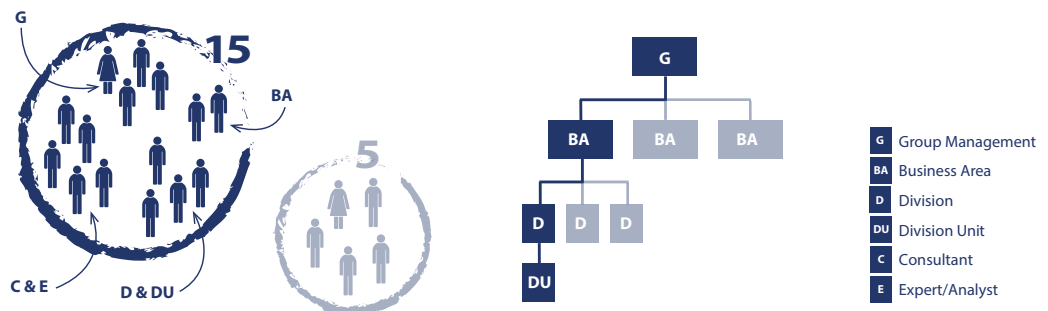 G
15
BA
5
C & E
D & DU
G
BA
BA
BA
D
D
D
DU
G Group Management
BA Business Area
D Division
DU Division Unit
C Consultant
E Expert/Analyst